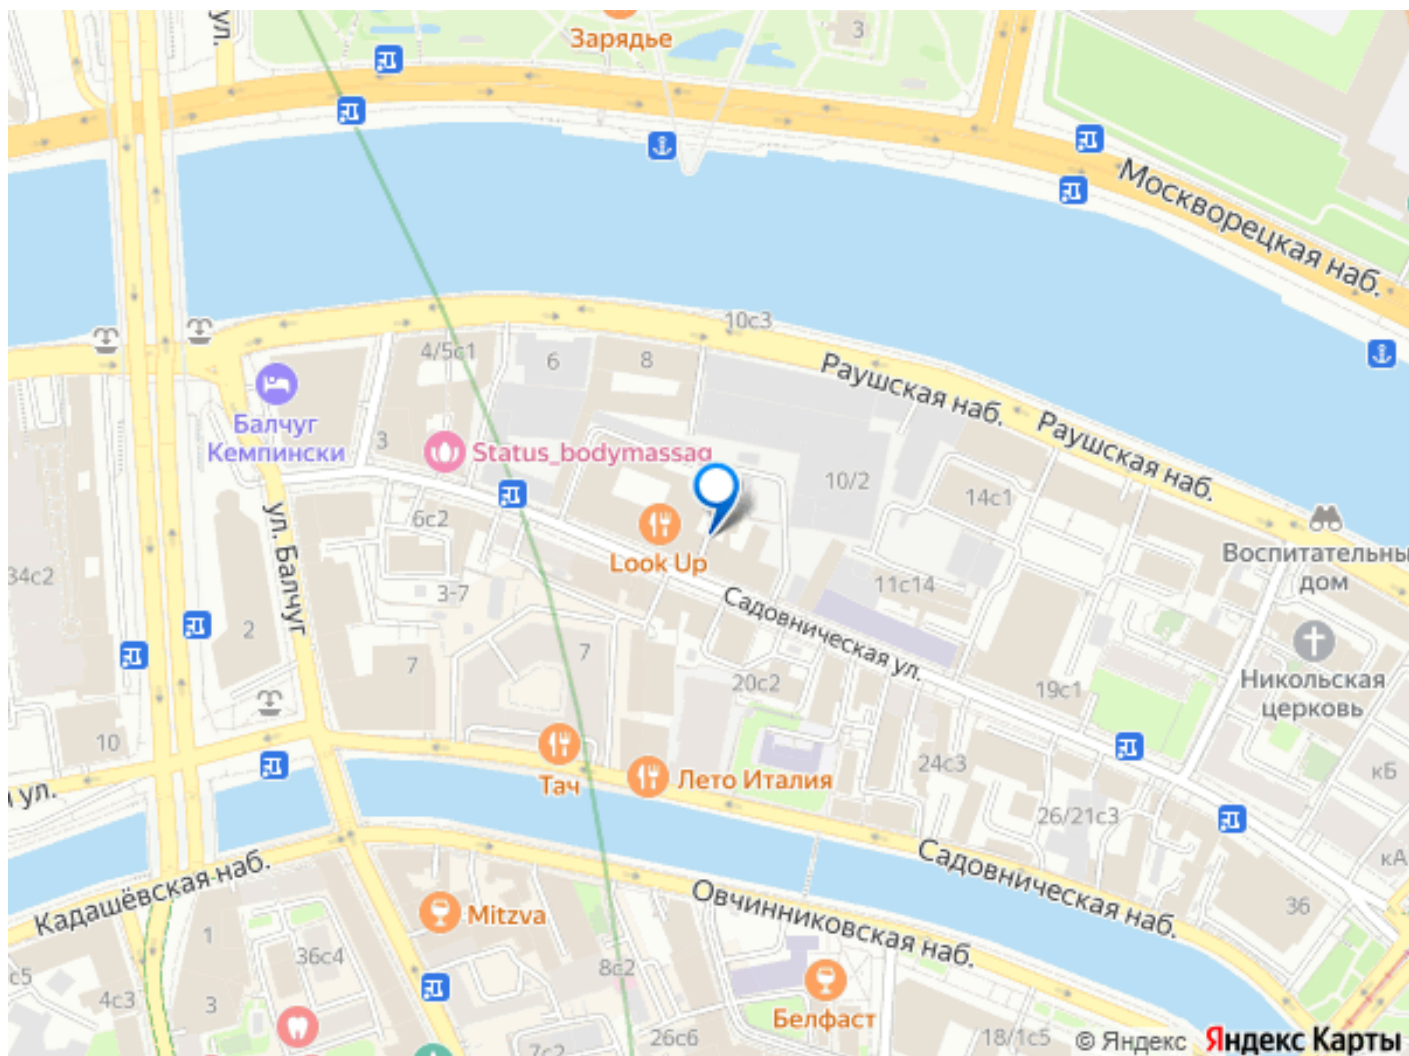 ул.
Зарядье
3
Москворецкая наб.
10с3
4/5с1
6
8
Раушская наб.
Раушская наб.
Балчуг
Кемпински
3
Status_bodymassag
10/2
14с1
6с2
Look Up
Воспитательны
дом
34с2
ул. Балчуг
3-7
11с14
Садовническая ул.
2
7
7
20с2
19с1
Никольская
церковь
10
24с3
кБ
Тач
Лето Италия
ул.
26/21с3
кА
Кадашёвская наб.
Садовническая наб.
Овчинниковская наб.
Mitzva
36
1
36с4
с5
4с3
3
8с2
Белфаст
7с2
26с6
18/1с5
© Яндекс Яндекс Карты